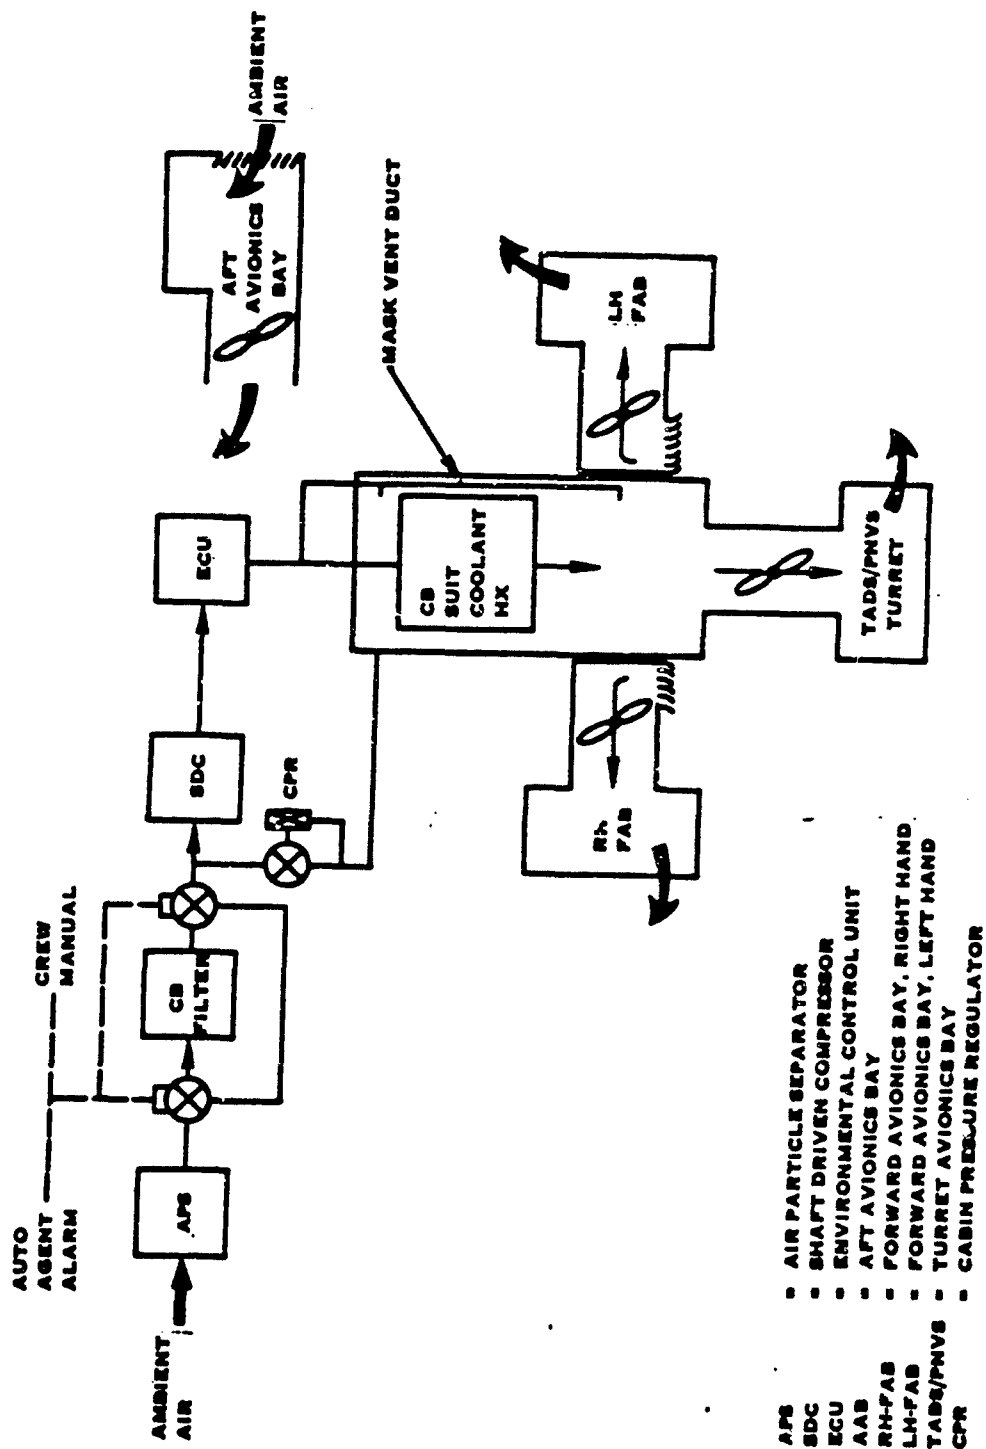 AUTO
AGENT
ALARM
CREW
MANUAL
AMBIENT
AIR
APS
CB
FILTER
SDC
CPR
ECU
AFT
AVIONICS
BAY
AMBIENT
AIR
MASK VENT DUCT
CB
SUIT
COOLANT
HX
RH
FAB
LH
FAB
TADS/PNVS
TURRET
APS = AIR PARTICLE SEPARATOR
SDC = SHAFT DRIVEN COMPRESSOR
ECU = ENVIRONMENTAL CONTROL UNIT
AAB = AFT AVIONICS BAY
RH-FAB = FORWARD AVIONICS BAY, RIGHT HAND
LH-FAB = FORWARD AVIONICS BAY, LEFT HAND
TADS/PNVS = TURRET AVIONICS BAY
CPR = CABIN PRESSURE REGULATOR